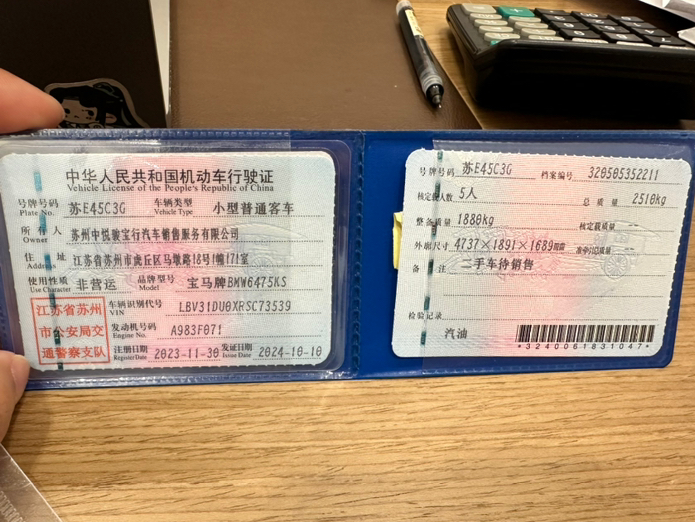 中华人民共和国机动车行驶证
Vehicle License of the People's Republic of China
号牌号码 苏E45C3G 车辆类型 小型普通客车
Plate No. Vehicle Type
所有人 苏州中悦骏宝行汽车销售服务有限公司
Owner
住址 江苏省苏州市虎丘区马墩路18号1幢171室
Address
使用性质 非营运 品牌型号 宝马牌BMW6475KS
Use Character Model
江苏省苏州
市公安局交
通警察支队
车辆识别代号 LBV31DU0XRSC73539
VIN
发动机号码 A983F071
Engine No.
注册日期 2023-11-30 发证日期 2024-10-10
Register Date Issue Date
号牌号码 苏E45C3G 档案编号 320505352211
核定载人数 5人 总质量 2510kg
整备质量 1880kg 核定载质量 --
外廓尺寸 4737×1891×1689mm 准牵引总质量 --
备注 二手车待销售
检验记录
汽油
*3240061831047*